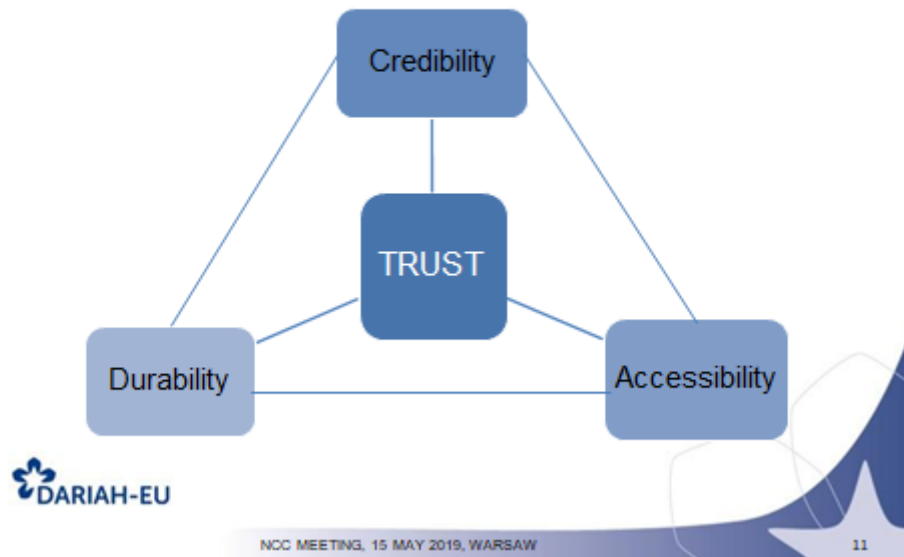 Credibility
TRUST
Durability
Accessibility
DARIAH-EU
NCC MEETING, 15 MAY 2019, WARSAW
11